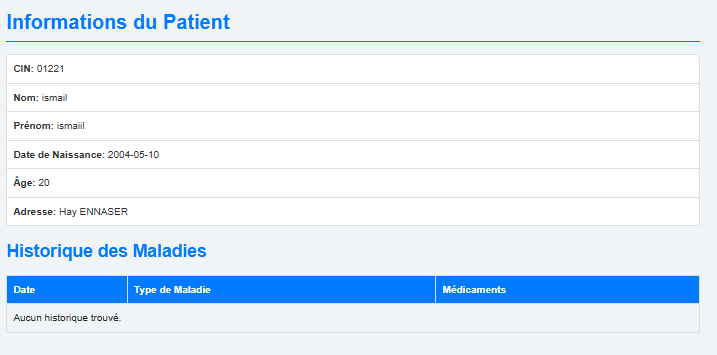 Informations du Patient
CIN: 01221
Nom: ismail
Prénom: ismaiil
Date de Naissance: 2004-05-10
Âge: 20
Adresse: Hay ENNASER
Historique des Maladies
Date Type de Maladie Médicaments
Aucun historique trouvé.